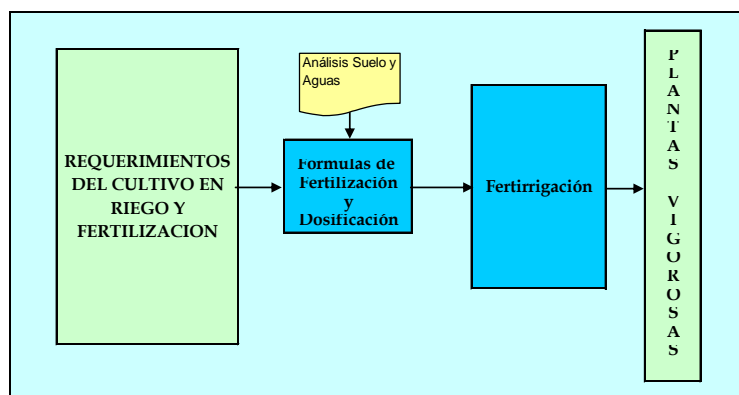 REQUERIMIENTOS
DEL CULTIVO EN
RIEGO Y
FERTILIZACION
Análisis Suelo y
Aguas
Formulas de
Fertilización
y
Dosificación
Fertirrigación
P
L
A
N
T
A
S
V
I
G
O
R
O
S
A
S